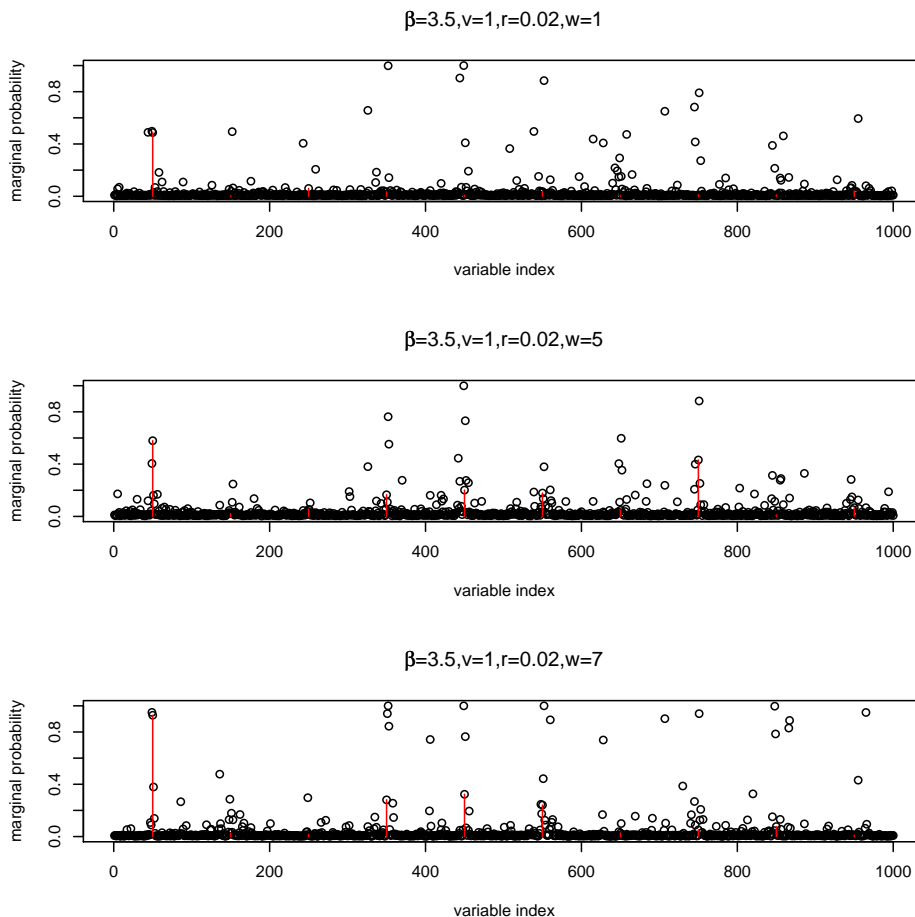 β=3.5,v=1,r=0.02,w=1
marginal probability
0.8
0.4
0.0
0 200 400 600 800 1000
variable index
β=3.5,v=1,r=0.02,w=5
marginal probability
0.8
0.4
0.0
0 200 400 600 800 1000
variable index
β=3.5,v=1,r=0.02,w=7
marginal probability
0.8
0.4
0.0
0 200 400 600 800 1000
variable index